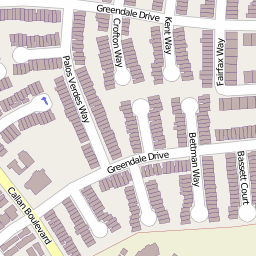 Greendale Drive
Crofton Way
Kent Way
Fairfax Way
Palos Verdes Way
Greendale Drive
Bettman Way
Bassett Court
Callan Boulevard